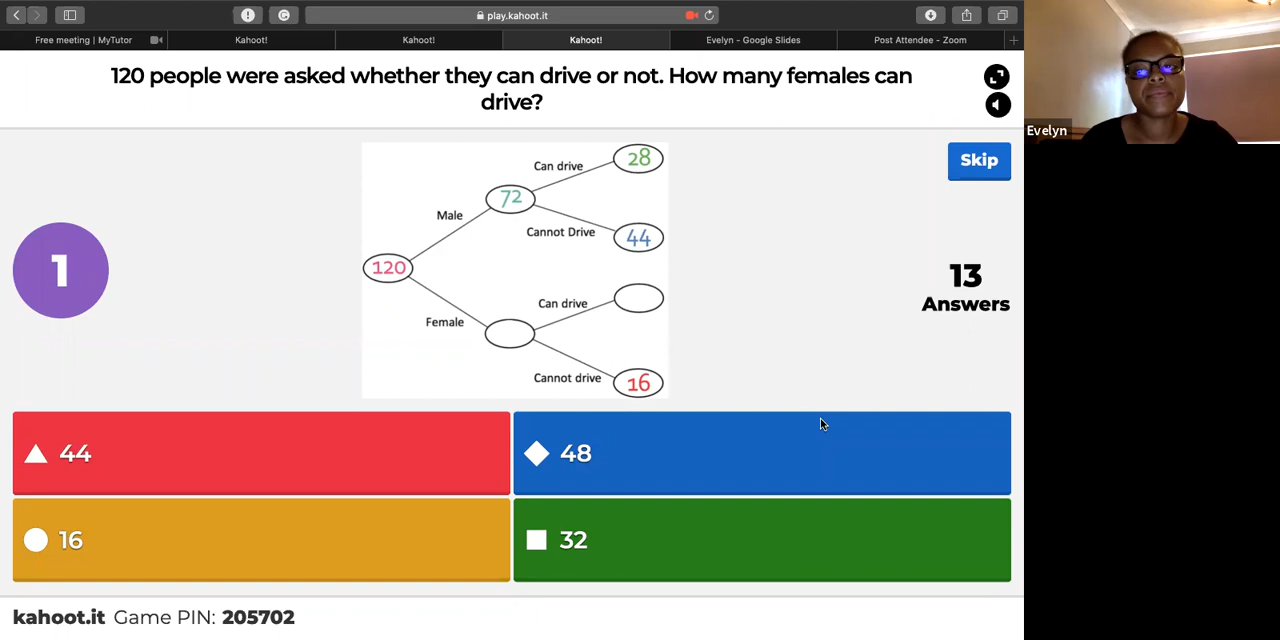 play.kahoot.it
Free meeting | MyTutor
Kahoot!
Kahoot!
Kahoot!
Evelyn - Google Slides
Post Attendee - Zoom
120 people were asked whether they can drive or not. How many females can
drive?
Evelyn
Skip
1
13
Answers
Can drive
28
Male
72
Cannot Drive
44
120
Can drive
Female
Cannot drive
16
44
48
16
32
kahoot.it Game PIN: 205702